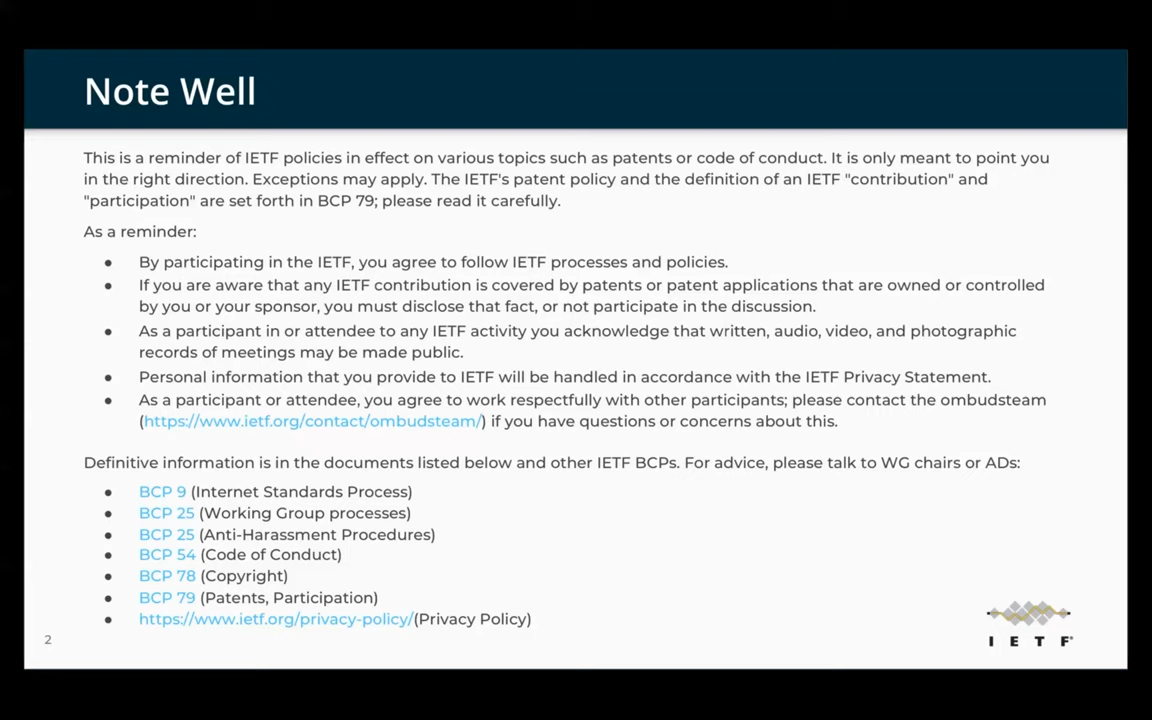 Note Well
This is a reminder of IETF policies in effect on various topics such as patents or code of conduct. It is only meant to point you
in the right direction. Exceptions may apply. The IETF's patent policy and the definition of an IETF "contribution" and
"participation" are set forth in BCP 79; please read it carefully.
As a reminder:
● By participating in the IETF, you agree to follow IETF processes and policies.
● If you are aware that any IETF contribution is covered by patents or patent applications that are owned or controlled
by you or your sponsor, you must disclose that fact, or not participate in the discussion.
● As a participant in or attendee to any IETF activity you acknowledge that written, audio, video, and photographic
records of meetings may be made public.
● Personal information that you provide to IETF will be handled in accordance with the IETF Privacy Statement.
● As a participant or attendee, you agree to work respectfully with other participants; please contact the ombudsteam
(https://www.ietf.org/contact/ombudsteam/) if you have questions or concerns about this.
Definitive information is in the documents listed below and other IETF BCPs. For advice, please talk to WG chairs or ADs:
● BCP 9 (Internet Standards Process)
● BCP 25 (Working Group processes)
● BCP 25 (Anti-Harassment Procedures)
● BCP 54 (Code of Conduct)
● BCP 78 (Copyright)
● BCP 79 (Patents, Participation)
● https://www.ietf.org/privacy-policy/(Privacy Policy)
2
I E T F®